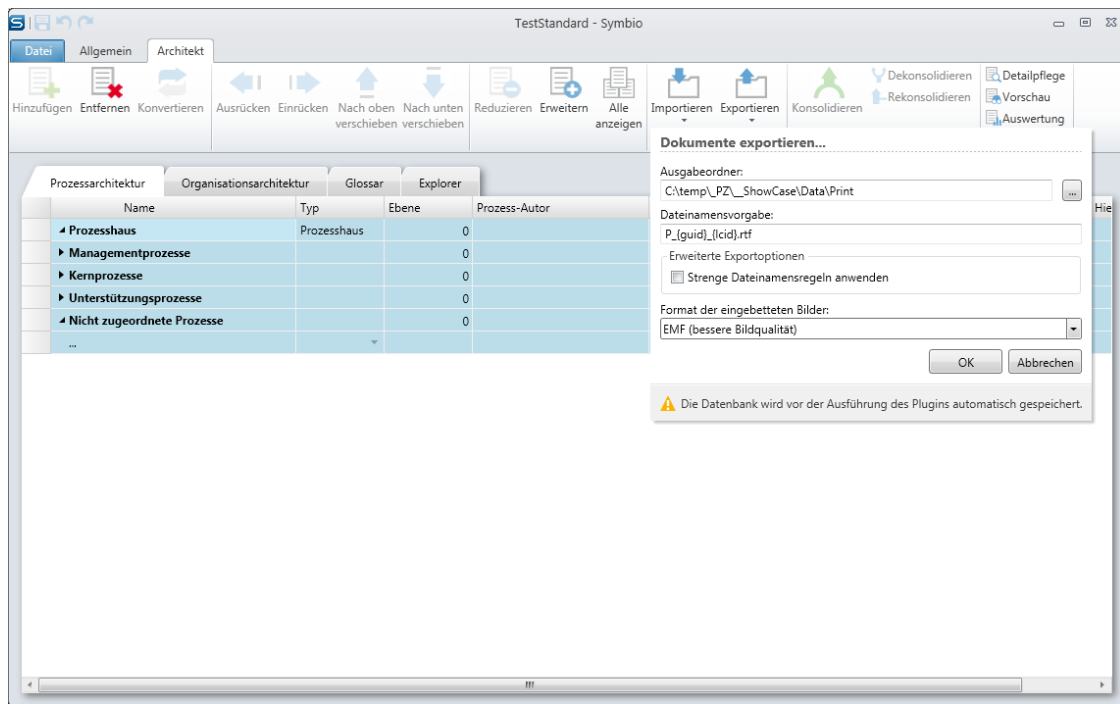 S
TestStandard - Symbio
Datei Allgemein Architekt
Hinzufügen Entfernen Konvertieren Ausrücken Einrücken Nach oben verschieben Nach unten verschieben Reduzieren Erweitern Alle anzeigen Importieren Exportieren Konsolidieren Dekonsolidieren Rekonsolidieren Detailpflege Vorschau Auswertung
Dokumente exportieren...
Ausgabeordner:
C:\temp\_PZ\__ShowCase\Data\Print ...
Dateinamensvorgabe:
P_{guid}_{lcid}.rtf
Erweiterte Exportoptionen
Strenge Dateinamensregeln anwenden
Format der eingebetteten Bilder:
EMF (bessere Bildqualität)
OK Abbrechen
Die Datenbank wird vor der Ausführung des Plugins automatisch gespeichert.
Prozessarchitektur Organisationsarchitektur Glossar Explorer
Name Typ Ebene Prozess-Autor Hie
Prozesshaus Prozesshaus 0
Managementprozesse 0
Kernprozesse 0
Unterstützungsprozesse 0
Nicht zugeordnete Prozesse 0
...